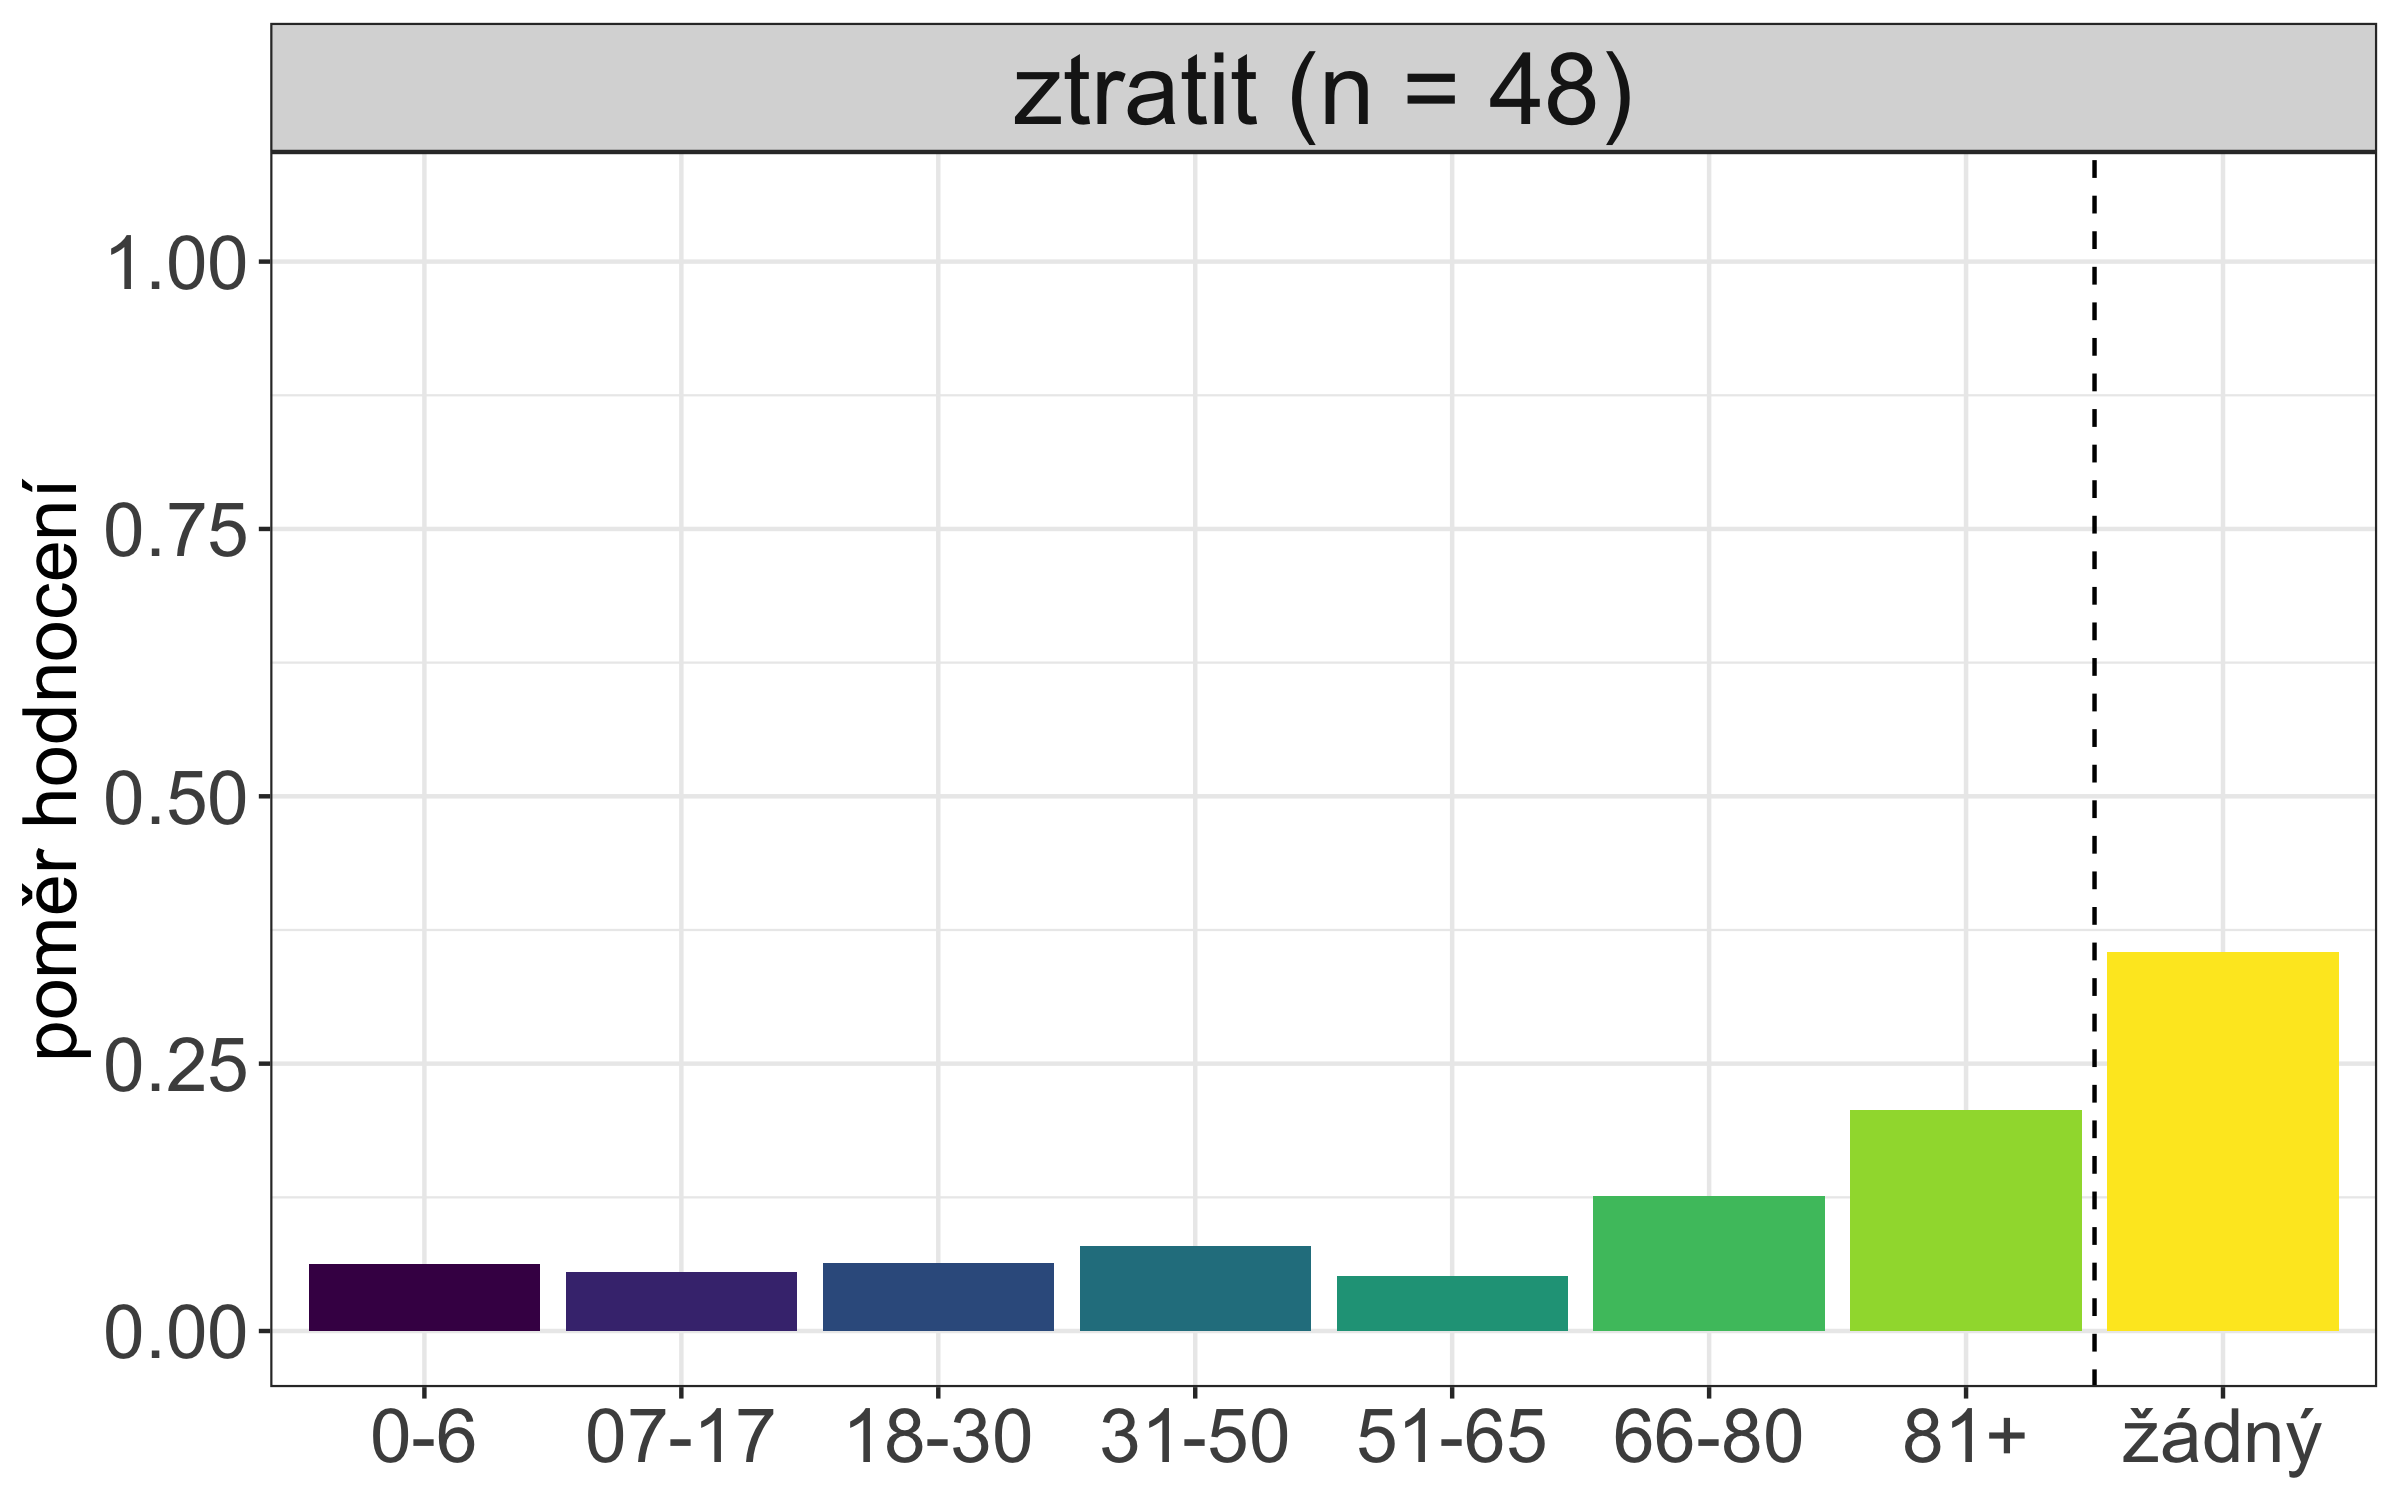 ztratit (n = 48)
poměr hodnocení
1.00
0.75
0.50
0.25
0.00
0-6 07-17 18-30 31-50 51-65 66-80 81+ žádný